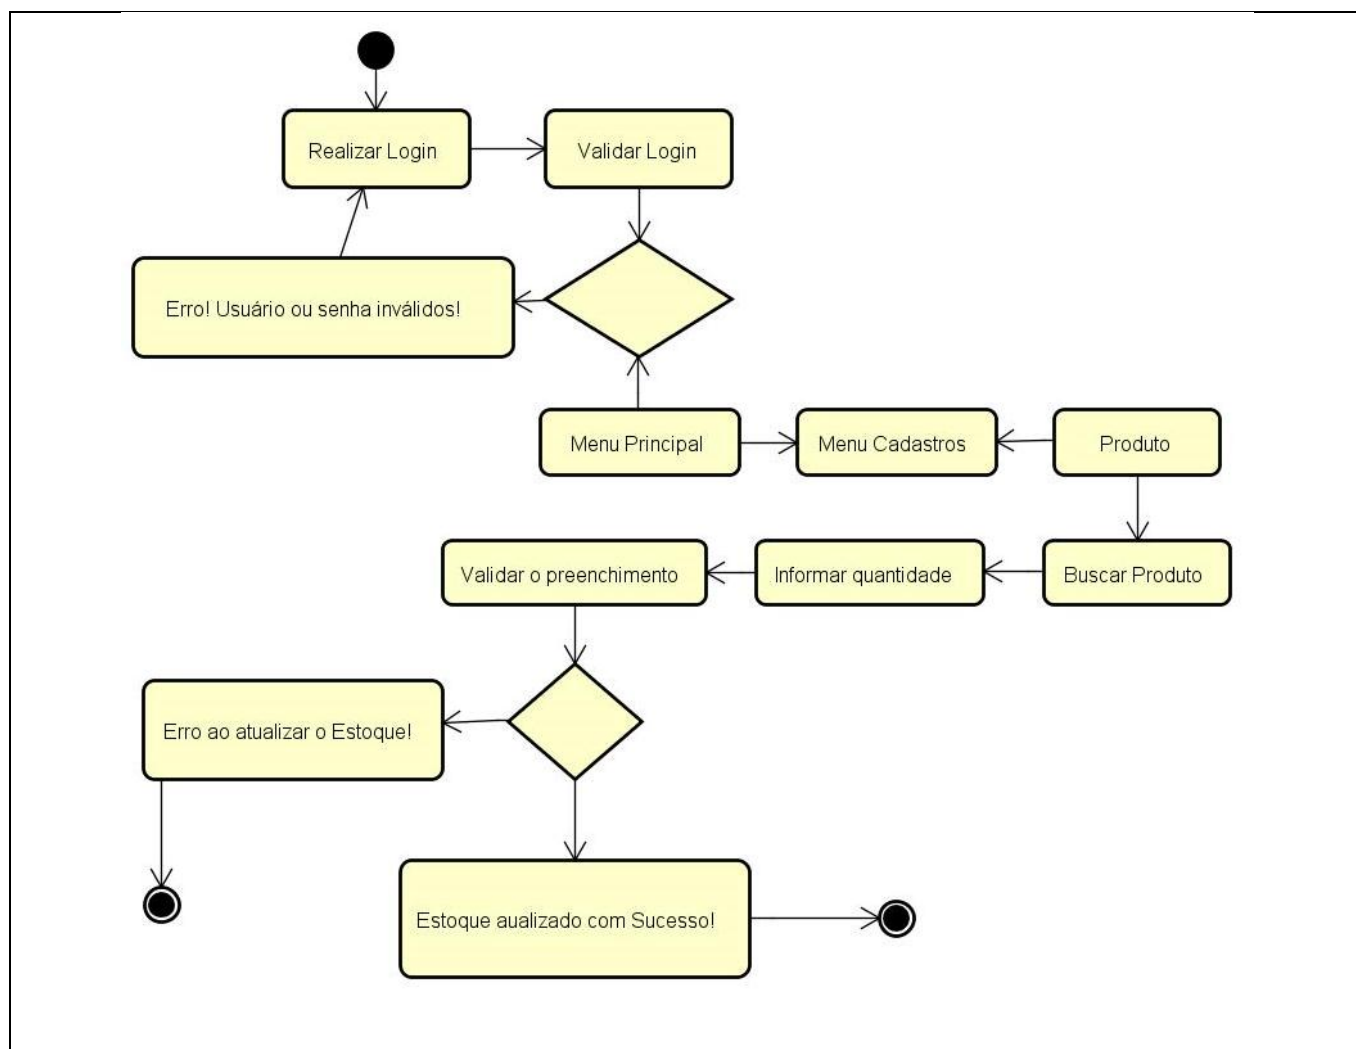 Realizar Login
Validar Login
Erro! Usuário ou senha inválidos!
Menu Principal
Menu Cadastros
Produto
Validar o preenchimento
Informar quantidade
Buscar Produto
Erro ao atualizar o Estoque!
Estoque aualizado com Sucesso!